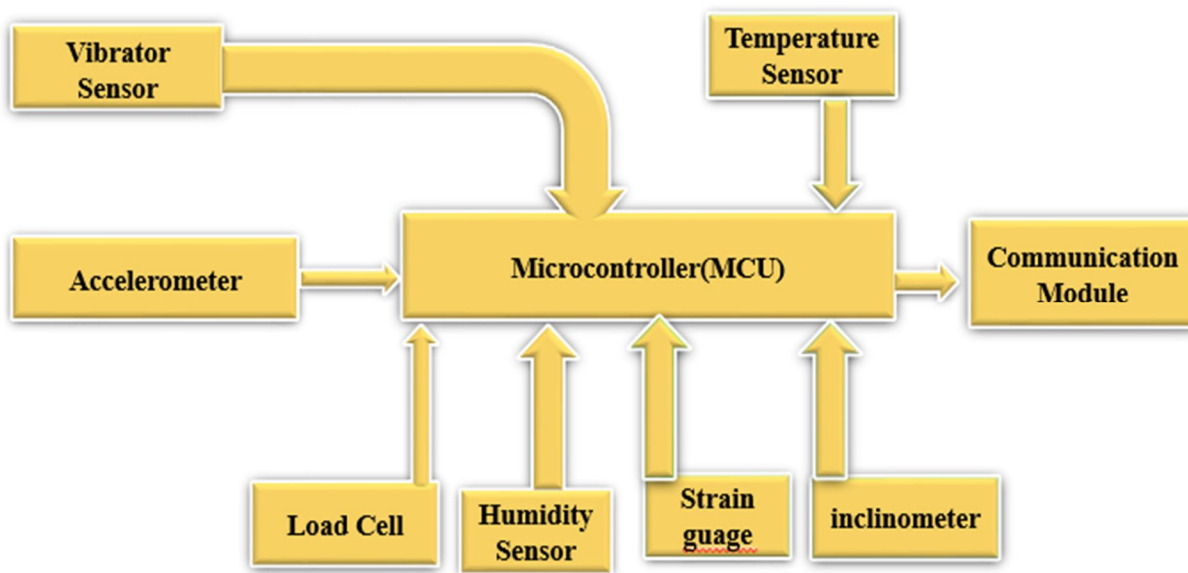 Vibrator
Sensor
Temperature
Sensor
Accelerometer
Microcontroller(MCU)
Communication
Module
Load Cell
Humidity
Sensor
Strain
guage
inclinometer